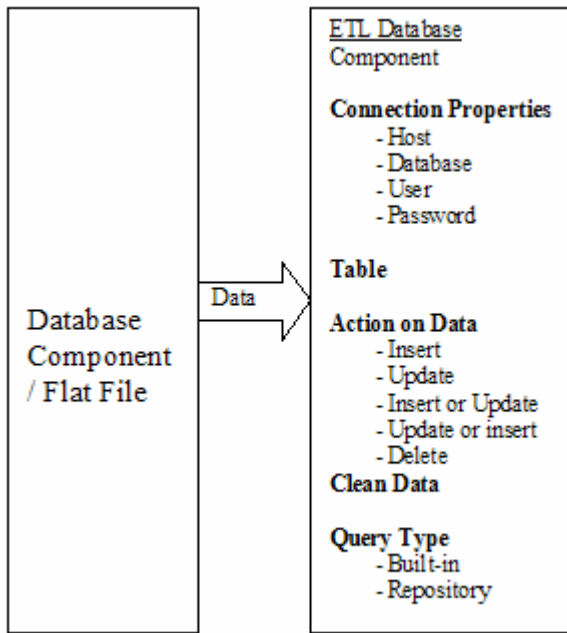 Database
Component
/ Flat File
Data
ETL Database
Component
Connection Properties
- Host
- Database
- User
- Password
Table
Action on Data
- Insert
- Update
- Insert or Update
- Update or insert
- Delete
Clean Data
Query Type
- Built-in
- Repository